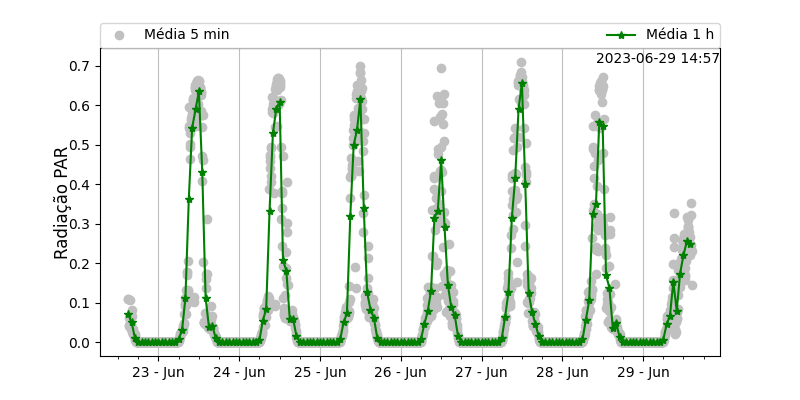 Média 5 min
Média 1 h
2023-06-29 14:57
Radiação PAR
0.7
0.6
0.5
0.4
0.3
0.2
0.1
0.0
23 - Jun
24 - Jun
25 - Jun
26 - Jun
27 - Jun
28 - Jun
29 - Jun